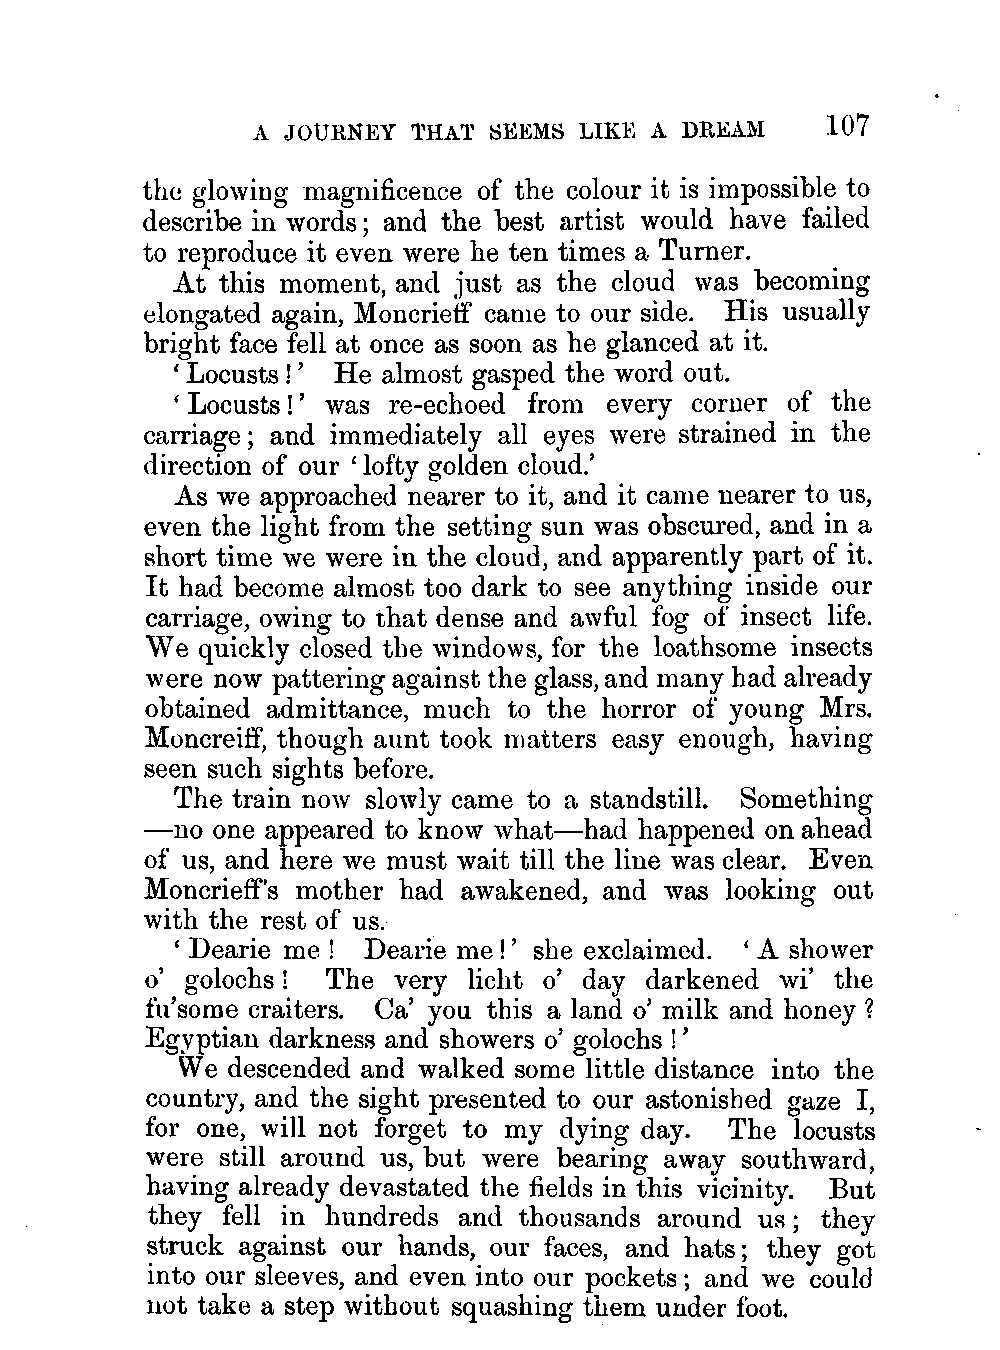 A JOURNEY THAT SEEMS LIKE A DREAM 107
the glowing magnificence of the colour it is impossible to
describe in words; and the best artist would have failed
to reproduce it even were he ten times a Turner.
At this moment, and just as the cloud was becoming
elongated again, Moncrieff came to our side. His usually
bright face fell at once as soon as he glanced at it.
‘Locusts!’ He almost gasped the word out.
‘Locusts!’ was re-echoed from every corner of the
carriage; and immediately all eyes were strained in the
direction of our ‘lofty golden cloud.’
As we approached nearer to it, and it came nearer to us,
even the light from the setting sun was obscured, and in a
short time we were in the cloud, and apparently part of it.
It had become almost too dark to see anything inside our
carriage, owing to that dense and awful fog of insect life.
We quickly closed the windows, for the loathsome insects
were now pattering against the glass, and many had already
obtained admittance, much to the horror of young Mrs.
Moncreiff, though aunt took matters easy enough, having
seen such sights before.
The train now slowly came to a standstill. Something
—no one appeared to know what—had happened on ahead
of us, and here we must wait till the line was clear. Even
Moncrieff's mother had awakened, and was looking out
with the rest of us.
‘Dearie me! Dearie me!’ she exclaimed. ‘A shower
o’ golochs! The very licht o’ day darkened wi’ the
fu’some craiters. Ca’ you this a land o’ milk and honey?
Egyptian darkness and showers o’ golochs!’
We descended and walked some little distance into the
country, and the sight presented to our astonished gaze I,
for one, will not forget to my dying day. The locusts
were still around us, but were bearing away southward,
having already devastated the fields in this vicinity. But
they fell in hundreds and thousands around us; they
struck against our hands, our faces, and hats; they got
into our sleeves, and even into our pockets; and we could
not take a step without squashing them under foot.